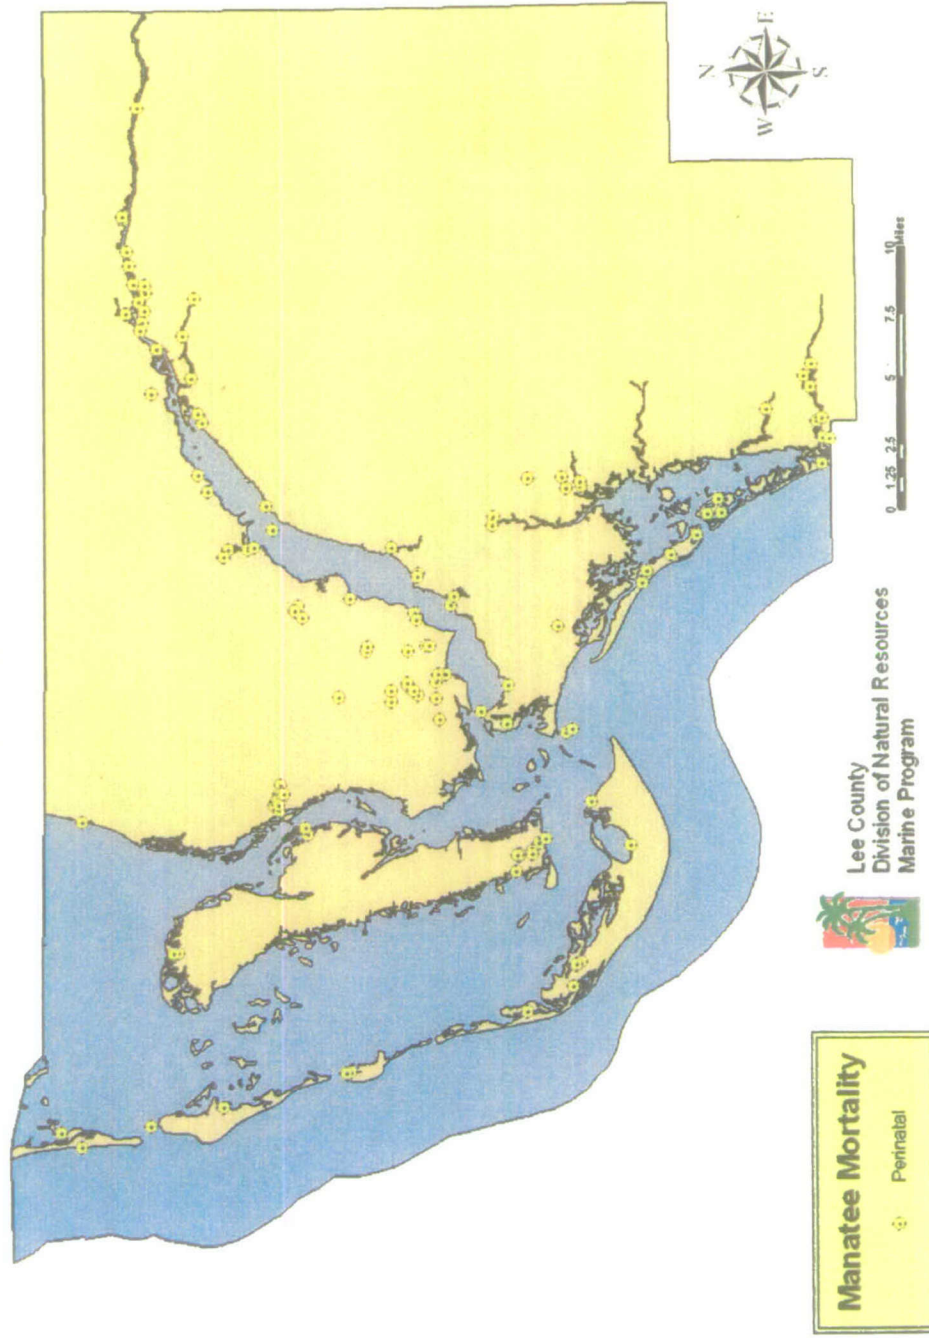 N
W
E
S
0 1.25 2.5 5 7.5 10
Miles
Lee County
Division of Natural Resources
Marine Program
Manatee Mortality
Perinatal